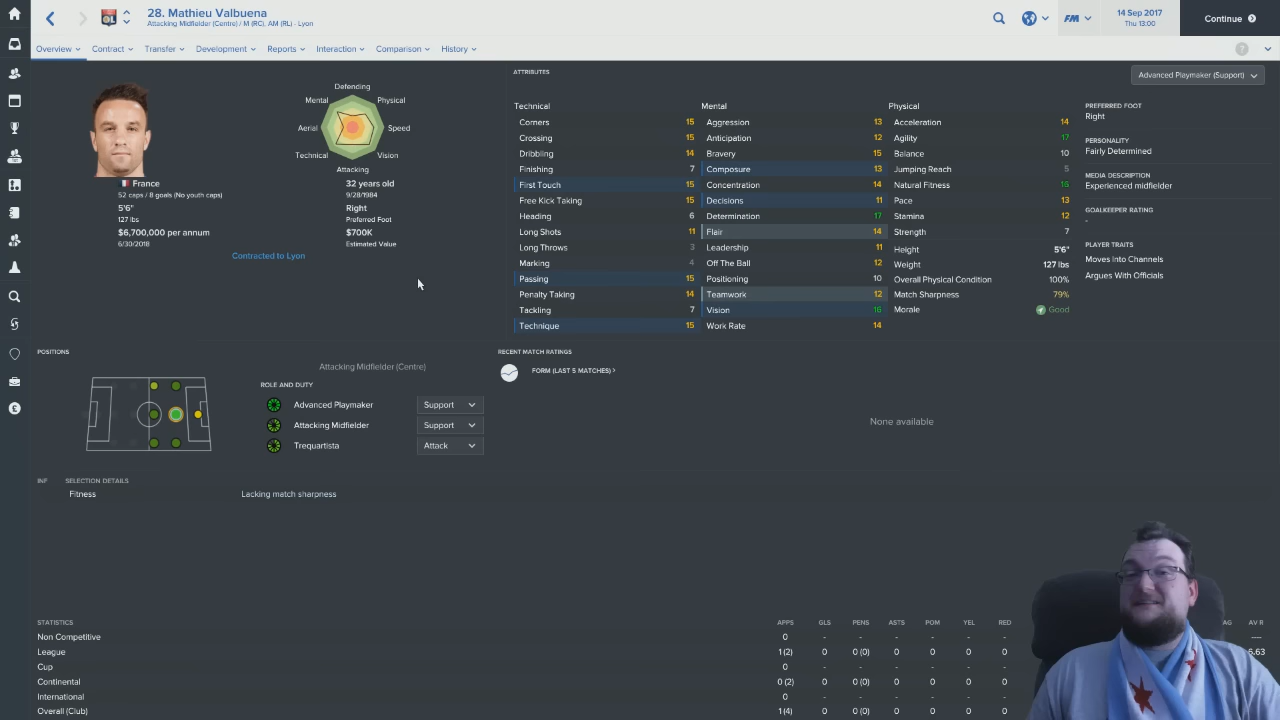 28. Mathieu Valbuena
Attacking Midfielder (Centre) / M (RC), AM (RL) - Lyon
FM
14 Sep 2017
Thu 13:00
Continue
Overview Contract Transfer Development Reports Interaction Comparison History
?
ATTRIBUTES
Advanced Playmaker (Support)
Defending
Mental Physical
Aerial Speed
Technical Vision
Attacking
France
52 caps / 8 goals (No youth caps)
5'6"
127 lbs
$6,700,000 per annum
6/30/2018
32 years old
9/28/1984
Right
Preferred Foot
$700K
Estimated Value
Contracted to Lyon
Technical
Corners 15
Crossing 15
Dribbling 14
Finishing 7
First Touch 15
Free Kick Taking 15
Heading 6
Long Shots 11
Long Throws 3
Marking 4
Passing 15
Penalty Taking 14
Tackling 7
Technique 15
Mental
Aggression 13
Anticipation 12
Bravery 15
Composure 13
Concentration 14
Decisions 11
Determination 17
Flair 14
Leadership 11
Off The Ball 12
Positioning 10
Teamwork 12
Vision 16
Work Rate 14
Physical
Acceleration 14
Agility 17
Balance 10
Jumping Reach 5
Natural Fitness 16
Pace 13
Stamina 12
Strength 7
Height 5'6"
Weight 127 lbs
Overall Physical Condition 100%
Match Sharpness 79%
Morale Good
PREFERRED FOOT
Right
PERSONALITY
Fairly Determined
MEDIA DESCRIPTION
Experienced midfielder
GOALKEEPER RATING
-
PLAYER TRAITS
Moves Into Channels
Argues With Officials
POSITIONS
Attacking Midfielder (Centre)
ROLE AND DUTY
Advanced Playmaker Support
Attacking Midfielder Support
Trequartista Attack
RECENT MATCH RATINGS
FORM (LAST 5 MATCHES) >
None available
INF SELECTION DETAILS
Fitness Lacking match sharpness
STATISTICS APPS GLS PENS ASTS POM YEL RED AG AV R
Non Competitive 0 - - - - - - ----
League 1 (2) 0 0 (0) 0 0 0 0 6.63
Cup 0 - - - - - -
Continental 0 (2) 0 0 (0) 0 0 0 0
International 0 - - - - - -
Overall (Club) 1 (4) 0 0 (0) 0 0 0 0